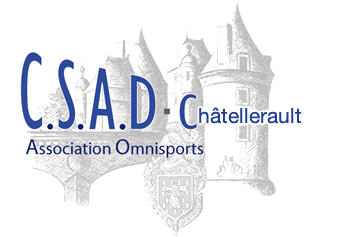 C.S.A.D - Châtellerault
Association Omnisports